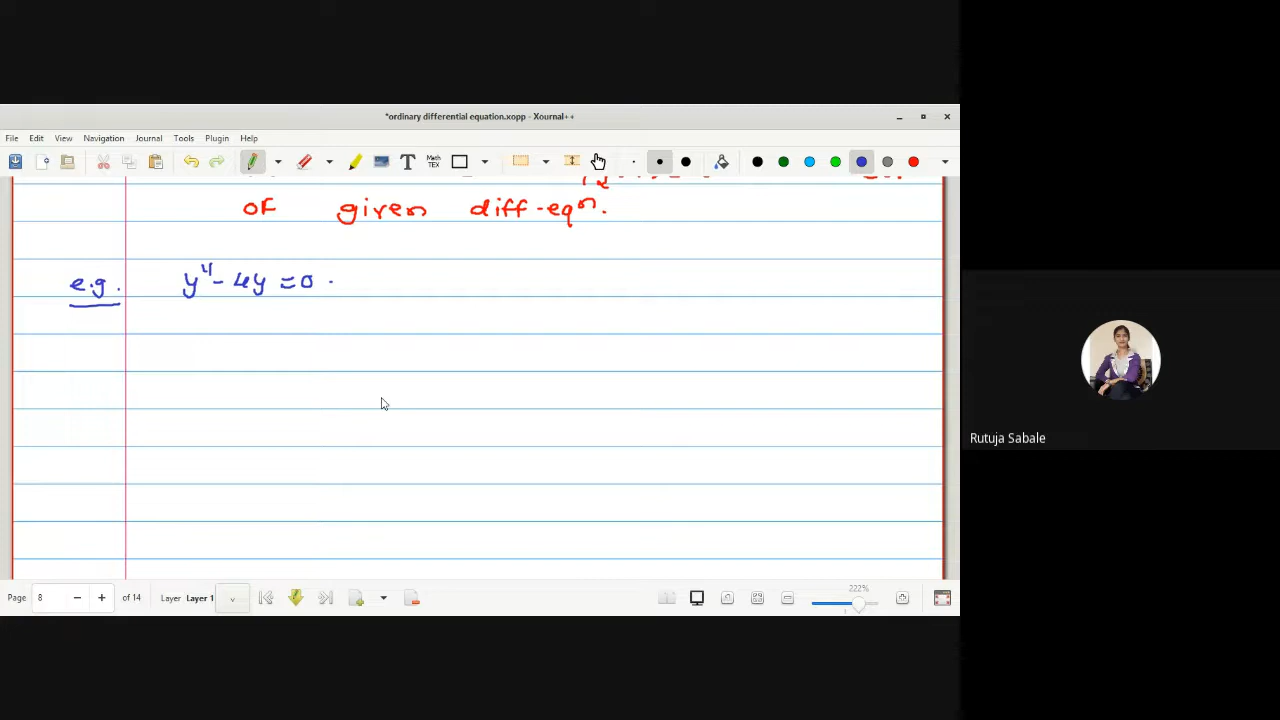 *ordinary differential equation.xopp - Xournal++
File Edit View Navigation Journal Tools Plugin Help
of given diff-eqⁿ.
e.g. y'' - 4y = 0.
Rutuja Sabale
Page 8 of 14 Layer Layer 1
222%